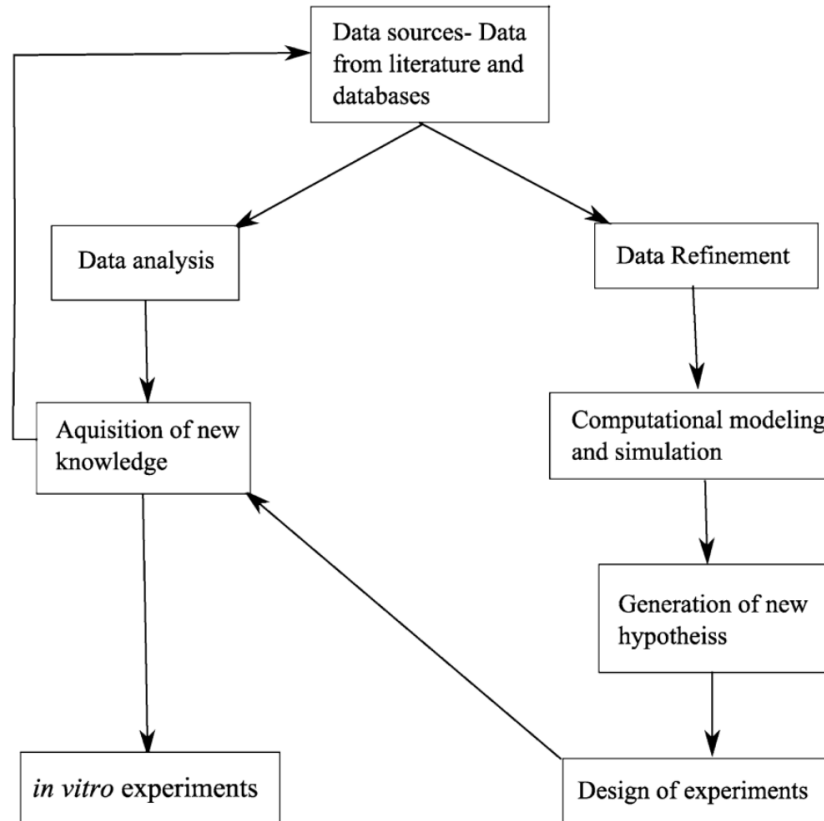 Data sources- Data
from literature and
databases
Data analysis
Data Refinement
Aquisition of new
knowledge
Computational modeling
and simulation
Generation of new
hypotheiss
in vitro experiments
Design of experiments